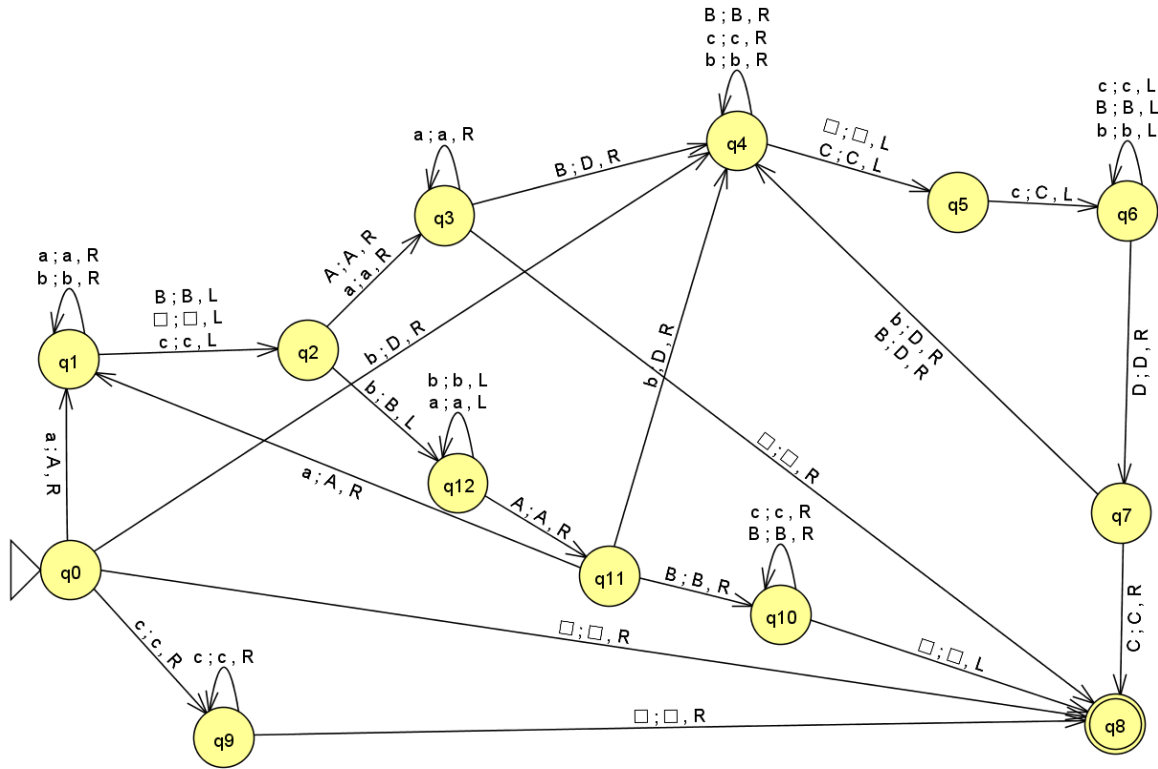 B ; B , R
c ; c , R
b ; b , R
q4
□ ; □ , L
C ; C , L
c ; c , L
B ; B , L
b ; b , L
a ; a , R
q3
B ; D , R
q5
c ; C , L
q6
A ; A , R
a ; a , R
a ; a , R
b ; b , R
q1
B ; B , L
□ ; □ , L
c ; c , L
q2
b ; D , R
b ; D , R
b ; D , R
B ; D , R
D ; D , R
b ; B , L
b ; b , L
a ; a , L
q12
a ; A , R
a ; A , R
A ; A , R
□ ; □ , R
q7
c ; c , R
B ; B , R
q0
q11
B ; B , R
q10
C ; C , R
□ ; □ , R
□ ; □ , L
c ; c , R
c ; c , R
q9
□ ; □ , R
q8